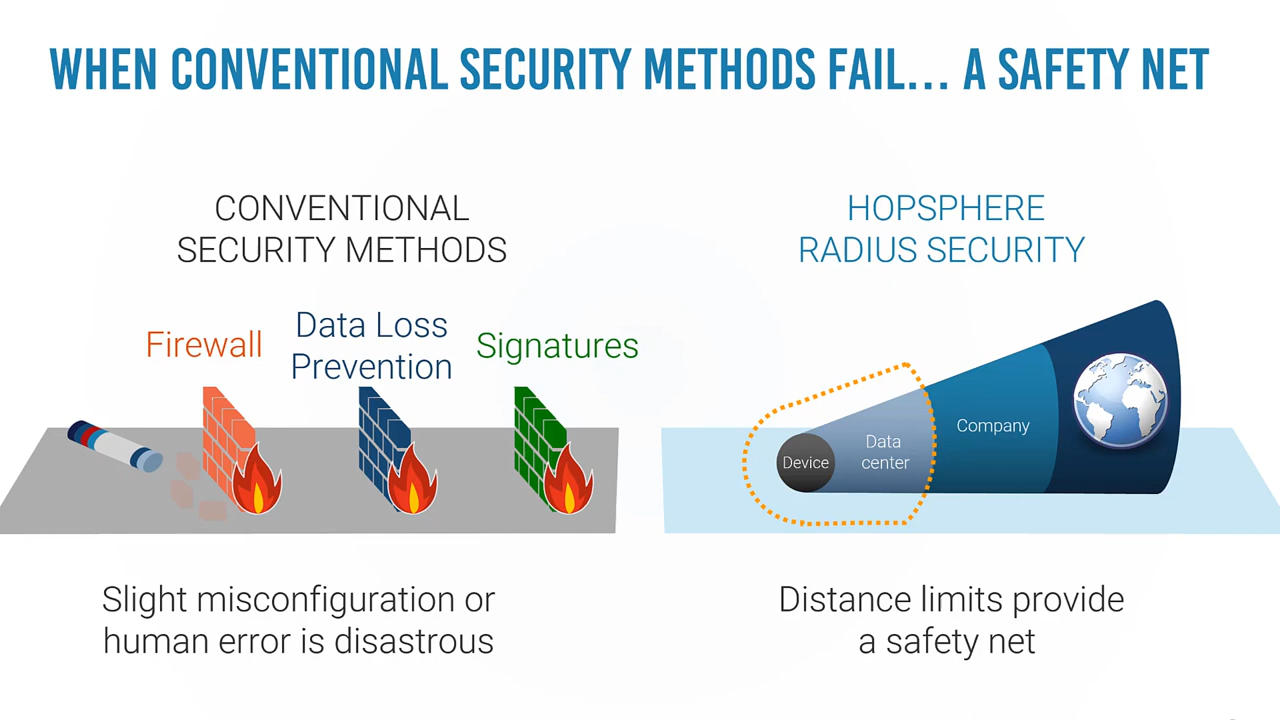 WHEN CONVENTIONAL SECURITY METHODS FAIL... A SAFETY NET
CONVENTIONAL
SECURITY METHODS
Firewall
Data Loss
Prevention
Signatures
Slight misconfiguration or
human error is disastrous
HOPSPHERE
RADIUS SECURITY
Device
Data
center
Company
Distance limits provide
a safety net